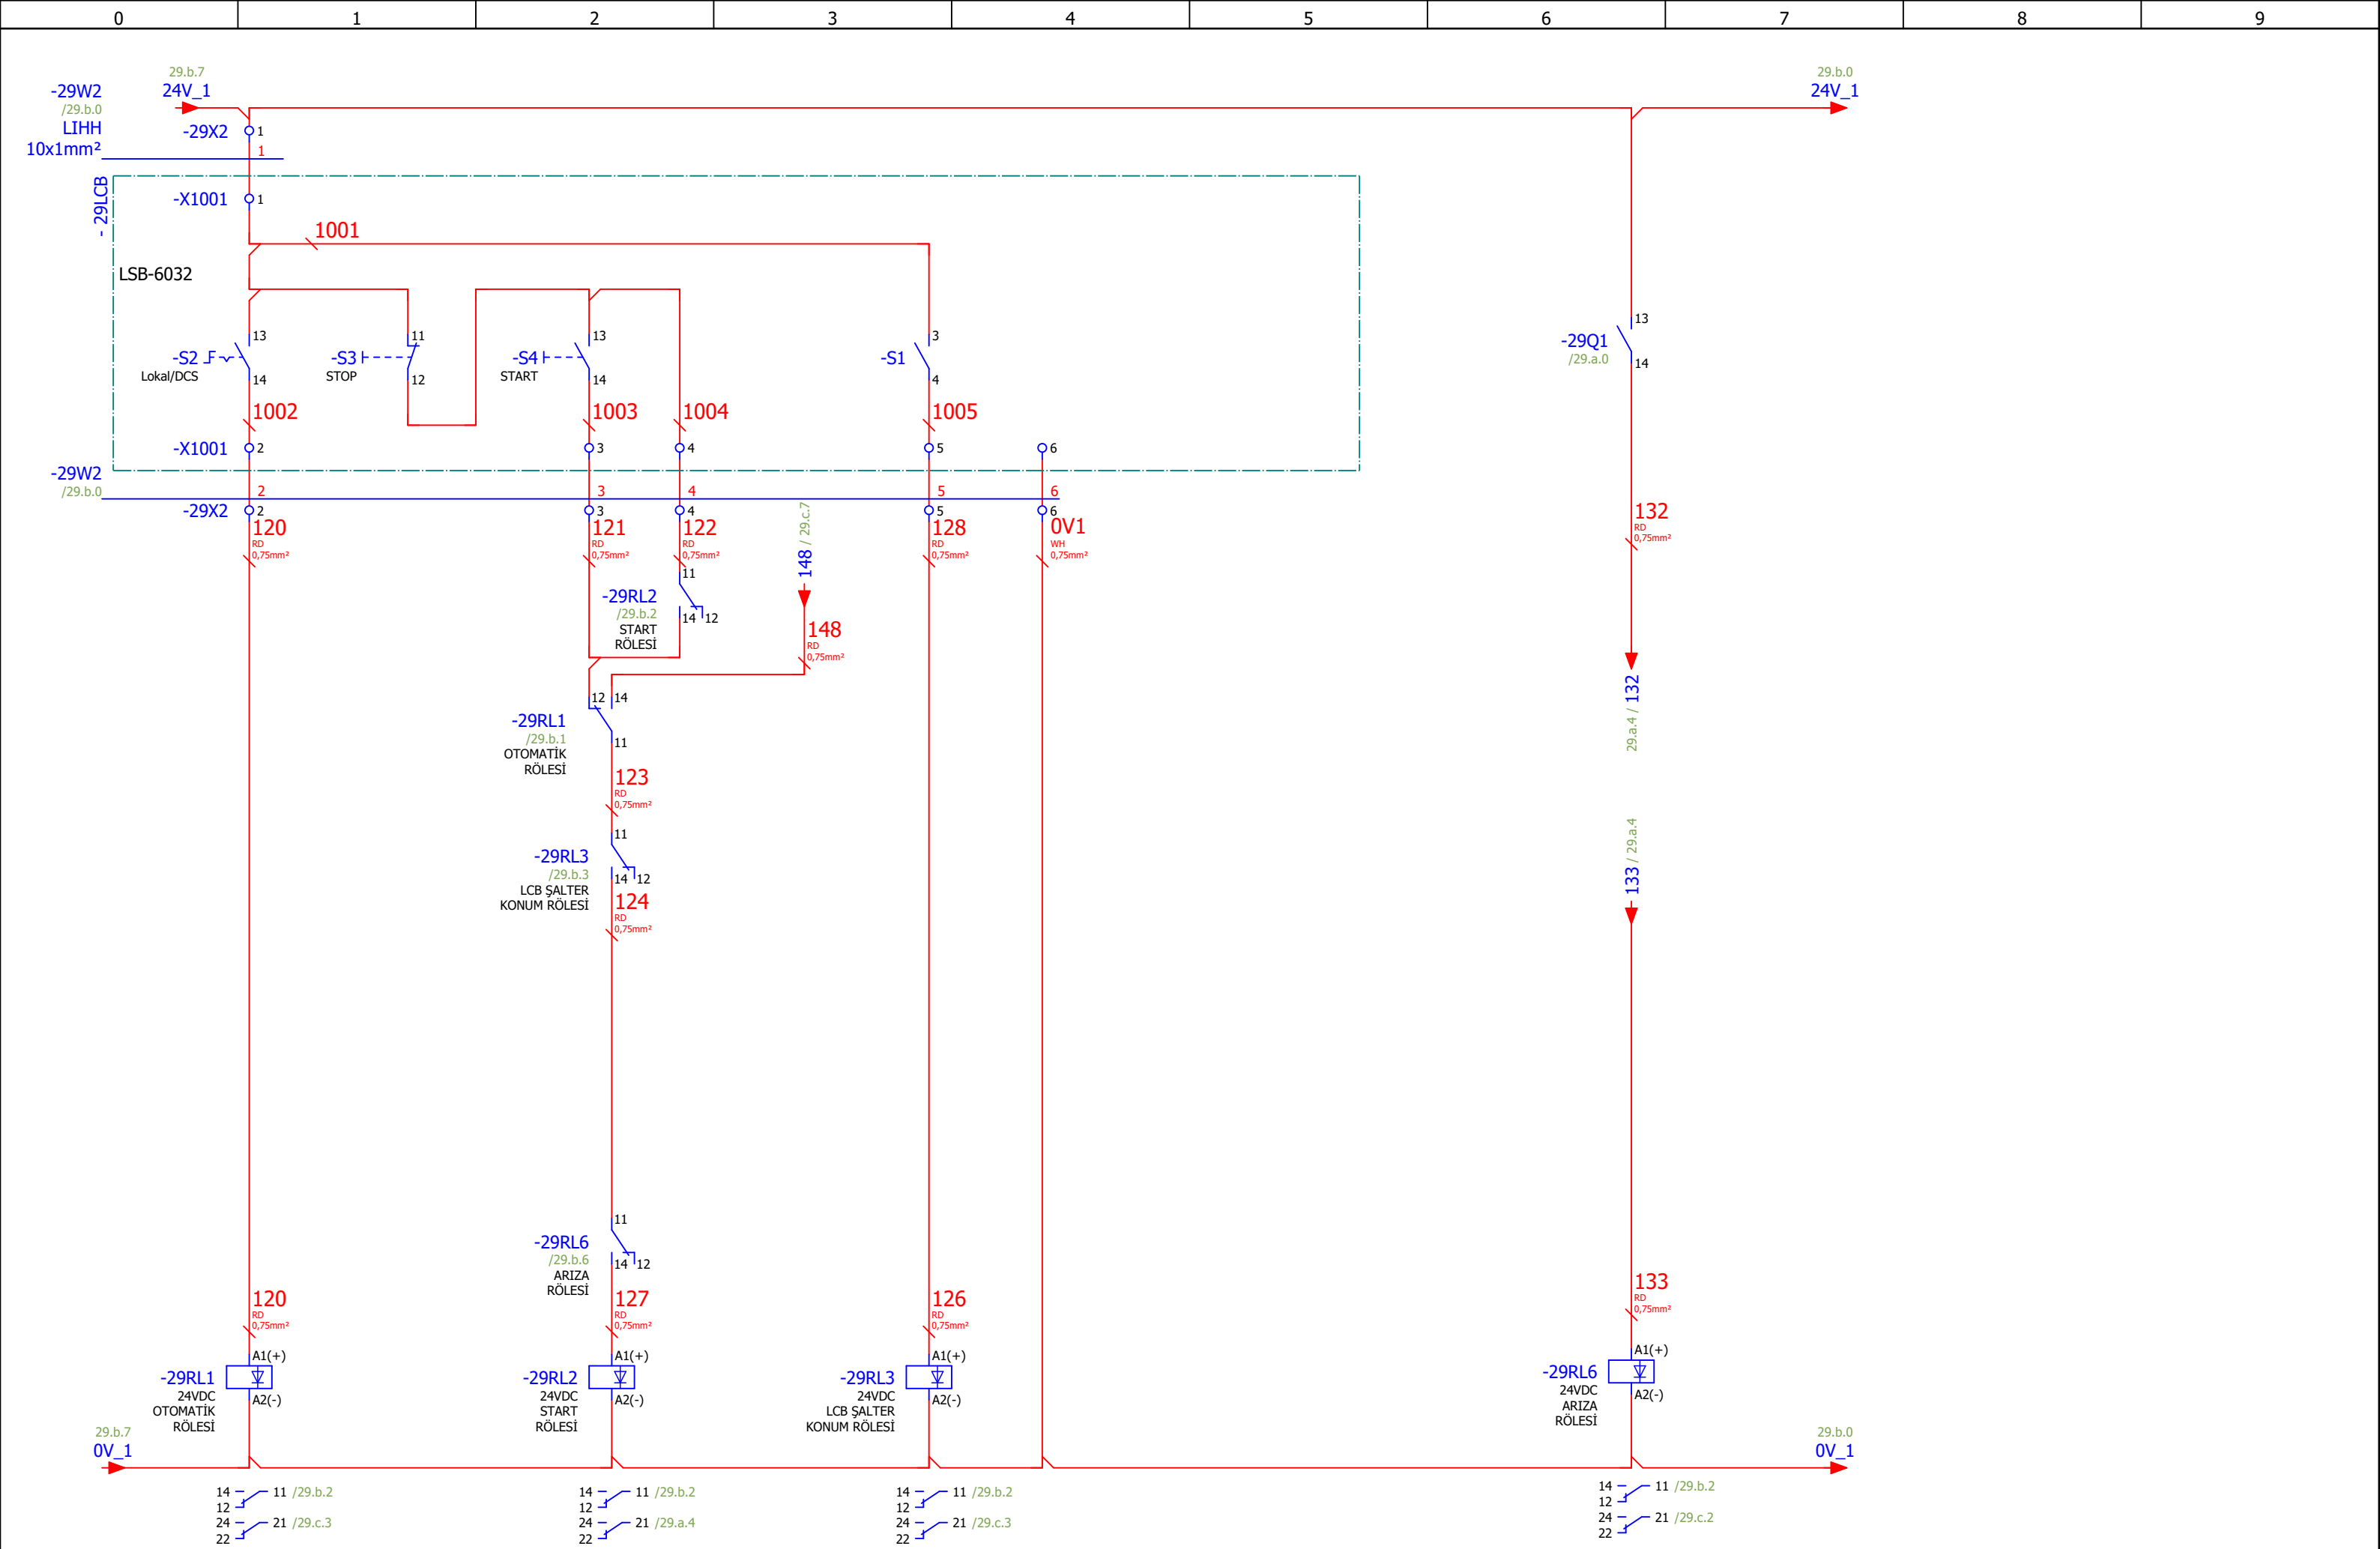 0 1 2 3 4 5 6 7 8 9
29.b.7
24V_1
29.b.0
24V_1
-29W2
/29.b.0
LIHH
10x1mm²
-29X2 1
1
- 29LCB
-X1001 1
1001
LSB-6032
-S2 13 14
Lokal/DCS
-S3 11 12
STOP
-S4 13 14
START
-S1 3 4
-29Q1 13 14
/29.a.0
1002 1003 1004 1005
-X1001 2 3 4 5 6
-29W2
/29.b.0
2 3 4 5 6
-29X2 2 3 4 5 6
120
RD
0,75mm²
121
RD
0,75mm²
122
RD
0,75mm²
148 / 29.c.7
128
RD
0,75mm²
0V1
WH
0,75mm²
132
RD
0,75mm²
-29RL2 11 14 12
/29.b.2
START
RÖLESİ
148
RD
0,75mm²
29.a.4 / 132
12 14
-29RL1
/29.b.1
11
OTOMATİK
RÖLESİ
123
RD
0,75mm²
11
-29RL3
/29.b.3
14 12
LCB ŞALTER
KONUM RÖLESİ
124
RD
0,75mm²
133 / 29.a.4
11
-29RL6
/29.b.6
14 12
ARIZA
RÖLESİ
120
RD
0,75mm²
127
RD
0,75mm²
126
RD
0,75mm²
133
RD
0,75mm²
A1(+)
-29RL1
24VDC
A2(-)
OTOMATİK
RÖLESİ
A1(+)
-29RL2
24VDC
A2(-)
START
RÖLESİ
A1(+)
-29RL3
24VDC
A2(-)
LCB ŞALTER
KONUM RÖLESİ
A1(+)
-29RL6
24VDC
A2(-)
ARIZA
RÖLESİ
29.b.7
0V_1
29.b.0
0V_1
14 11 /29.b.2
12
24 21 /29.c.3
22
14 11 /29.b.2
12
24 21 /29.a.4
22
14 11 /29.b.2
12
24 21 /29.c.3
22
14 11 /29.b.2
12
24 21 /29.c.2
22